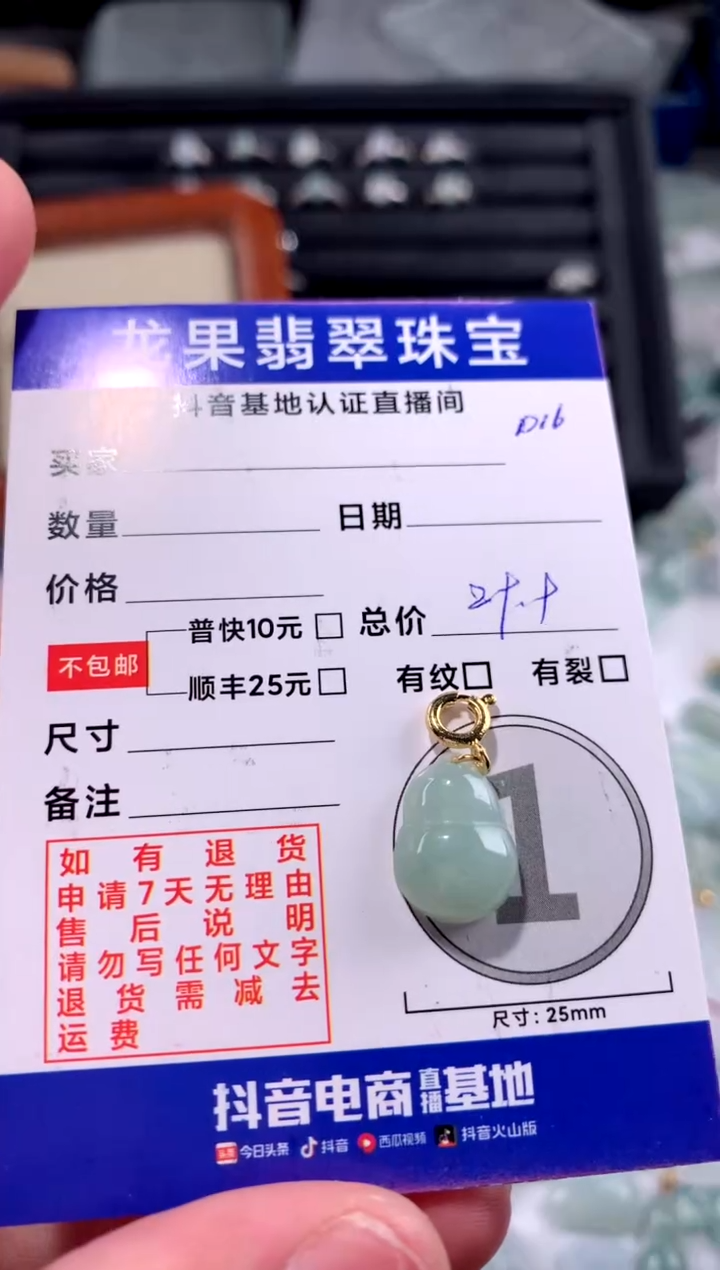 龙果翡翠珠宝
抖音基地认证直播间
D16
买家
数量 日期
价格
不包邮 普快10元 总价
顺丰25元 有纹 有裂
尺寸
备注
1
如有退货
申请7天无理由
售后说明
请勿写任何文字
退货需减去
运费
尺寸：25mm
抖音电商直播基地
头条 今日头条 抖音 西瓜视频 抖音火山版